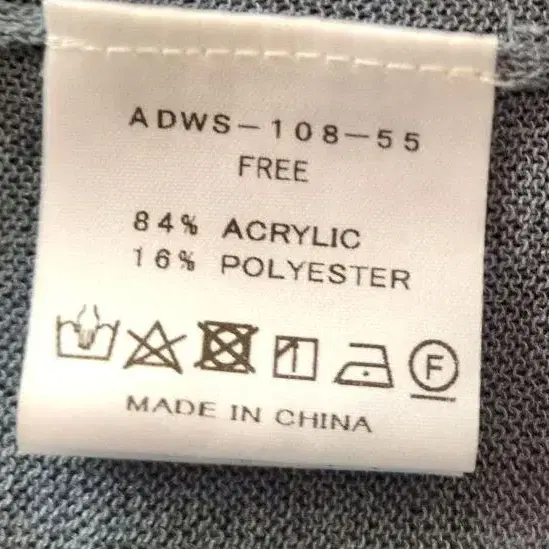 ADWS-108-55
FREE
84% ACRYLIC
16% POLYESTER
F
MADE IN CHINA